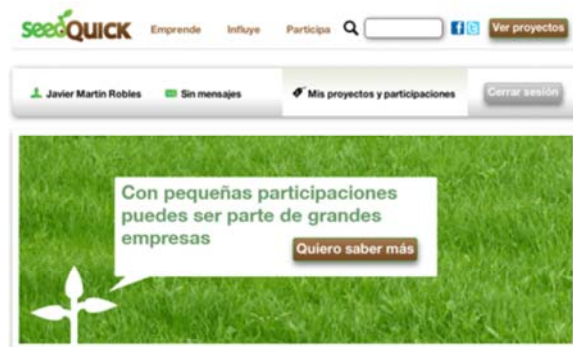 seedQUICK Emprende Influye Participa Ver proyectos
Javier Martín Robles Sin mensajes Mis proyectos y participaciones Cerrar sesión
Con pequeñas participaciones
puedes ser parte de grandes
empresas
Quiero saber más